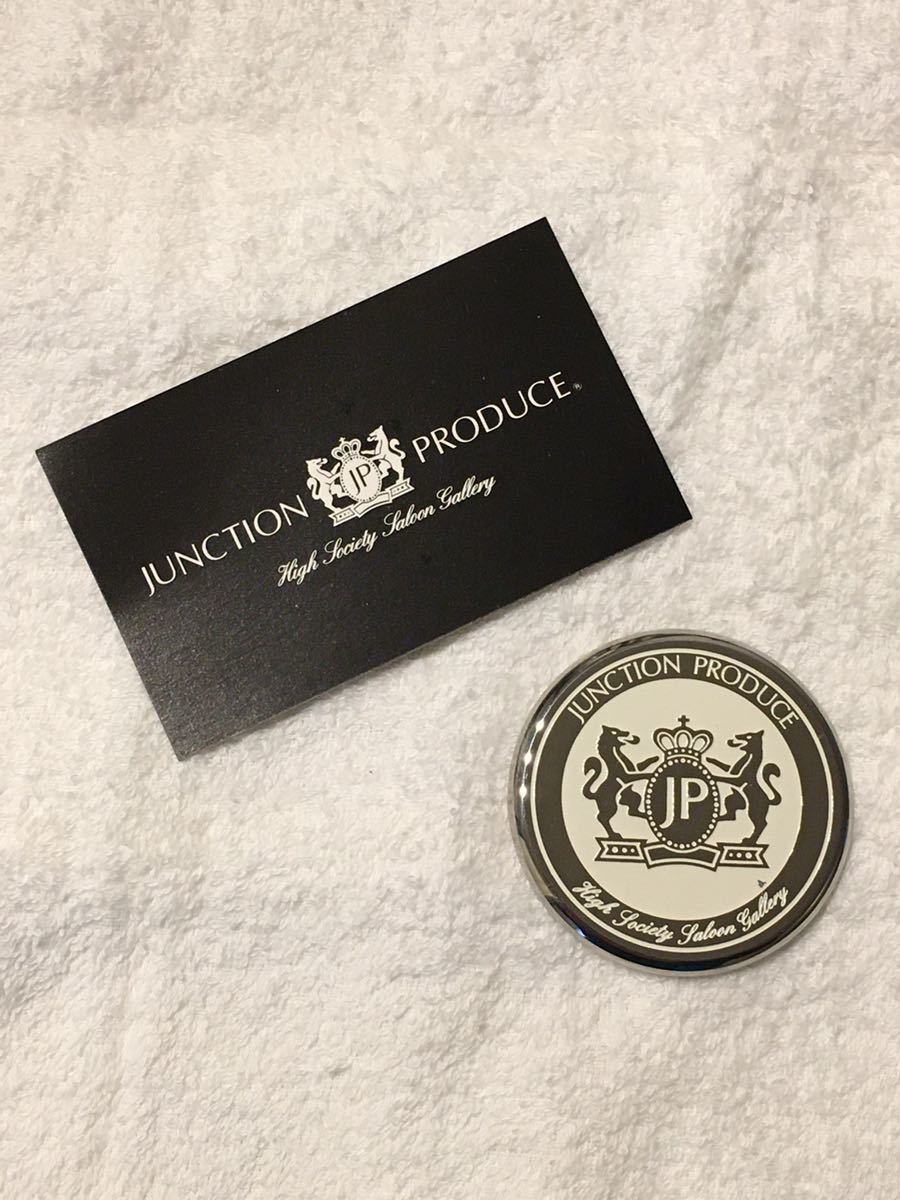 JUNCTION JP PRODUCE®
High Society Saloon Gallery
JUNCTION PRODUCE
JP
High Society Saloon Gallery